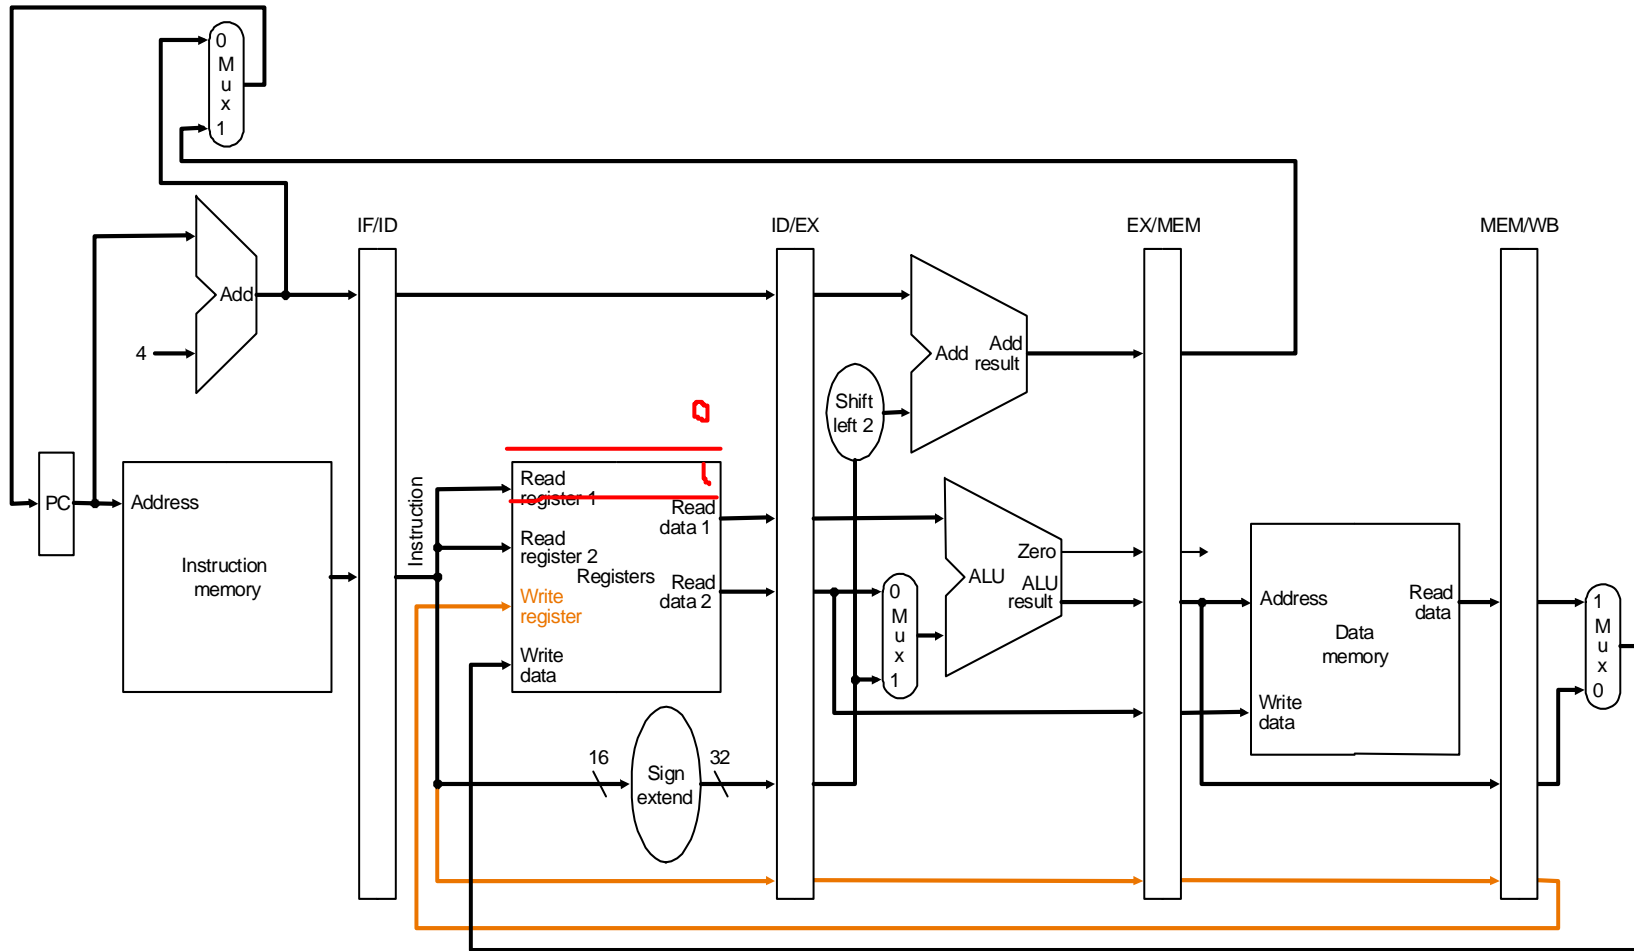 0
M
u
x
1
IF/ID
ID/EX
EX/MEM
MEM/WB
Add
4
Add
Add
result
Shift
left 2
PC
Address
Instruction
memory
Instruction
Read
register 1
Read
data 1
Read
register 2
Registers
Read
data 2
Write
register
Write
data
16
Sign
extend
32
0
M
u
x
1
Zero
ALU
ALU
result
Address
Read
data
Data
memory
Write
data
1
M
u
x
0